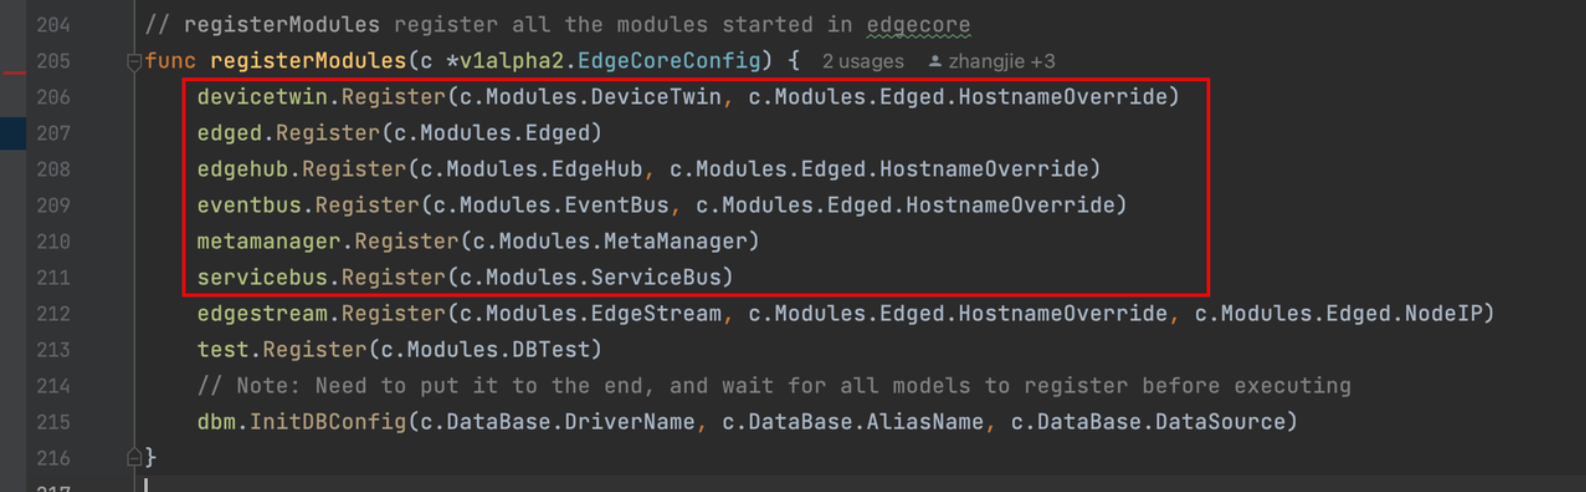 204 // registerModules register all the modules started in edgecore
205 func registerModules(c *v1alpha2.EdgeCoreConfig) { 2 usages zhangjie +3
206 devicetwin.Register(c.Modules.DeviceTwin, c.Modules.Edged.HostnameOverride)
207 edged.Register(c.Modules.Edged)
208 edgehub.Register(c.Modules.EdgeHub, c.Modules.Edged.HostnameOverride)
209 eventbus.Register(c.Modules.EventBus, c.Modules.Edged.HostnameOverride)
210 metamanager.Register(c.Modules.MetaManager)
211 servicebus.Register(c.Modules.ServiceBus)
212 edgestream.Register(c.Modules.EdgeStream, c.Modules.Edged.HostnameOverride, c.Modules.Edged.NodeIP)
213 test.Register(c.Modules.DBTest)
214 // Note: Need to put it to the end, and wait for all models to register before executing
215 dbm.InitDBConfig(c.DataBase.DriverName, c.DataBase.AliasName, c.DataBase.DataSource)
216 }
217